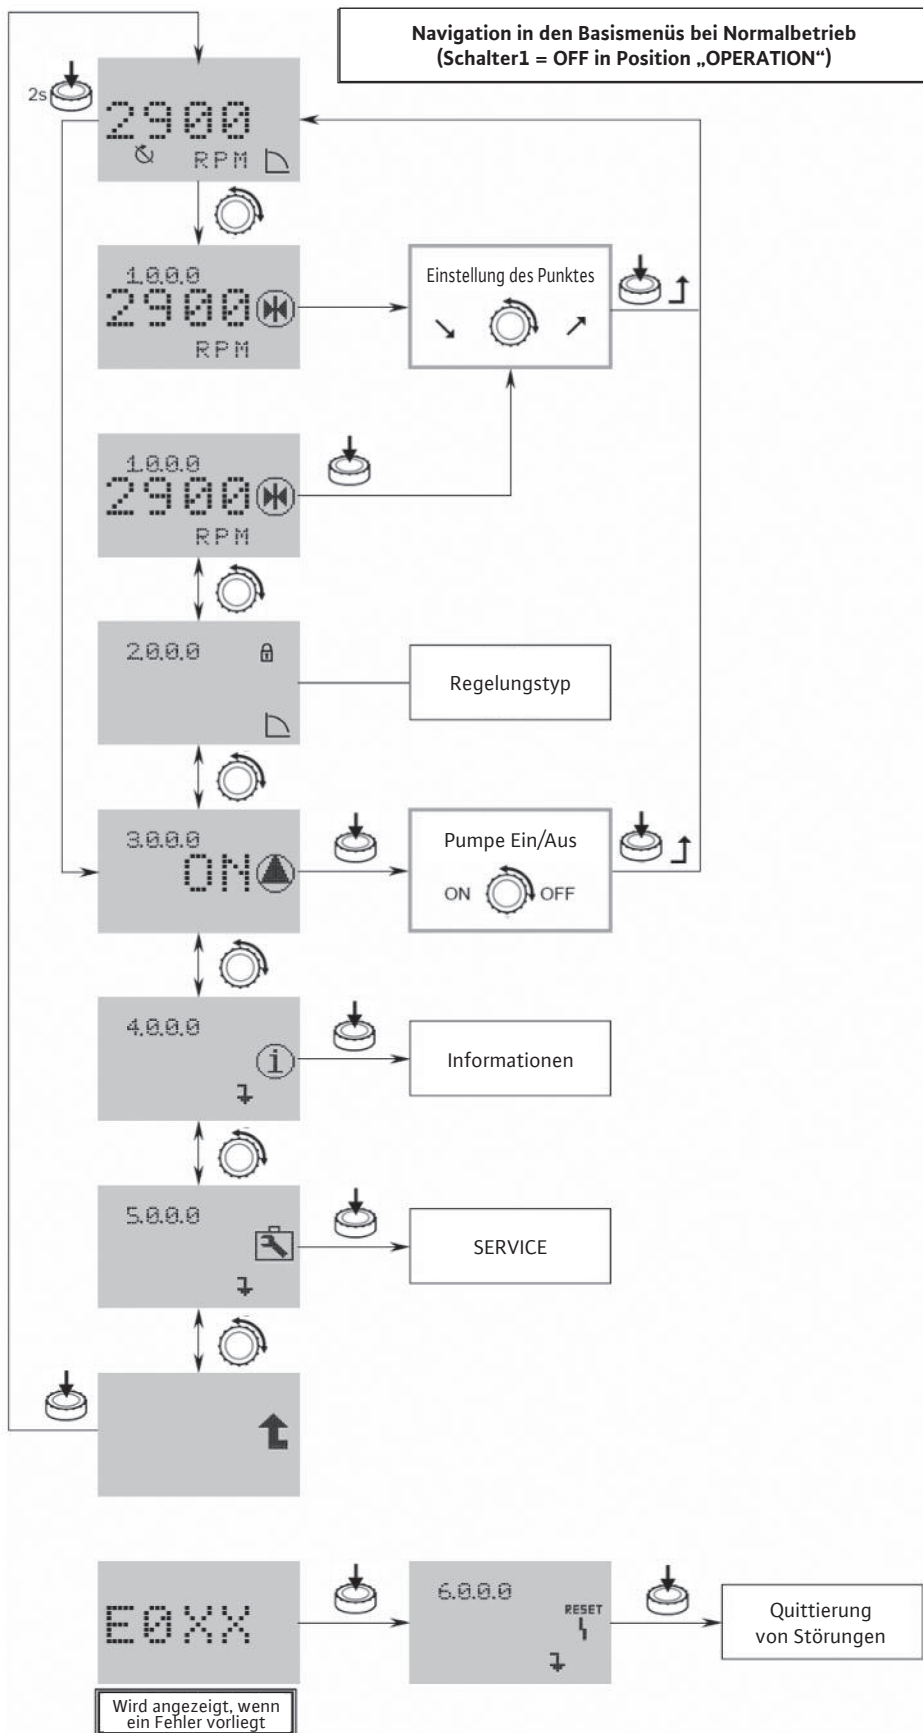 Navigation in den Basismenüs bei Normalbetrieb
(Schalter1 = OFF in Position „OPERATION“)
2s
2900
RPM
1.0.0.0
2900
RPM
Einstellung des Punktes
1.0.0.0
2900
RPM
2.0.0.0
Regelungstyp
3.0.0.0
ON
Pumpe Ein/Aus
ON OFF
4.0.0.0
i
Informationen
5.0.0.0
SERVICE
E0XX
6.0.0.0
RESET
Quittierung
von Störungen
Wird angezeigt, wenn
ein Fehler vorliegt